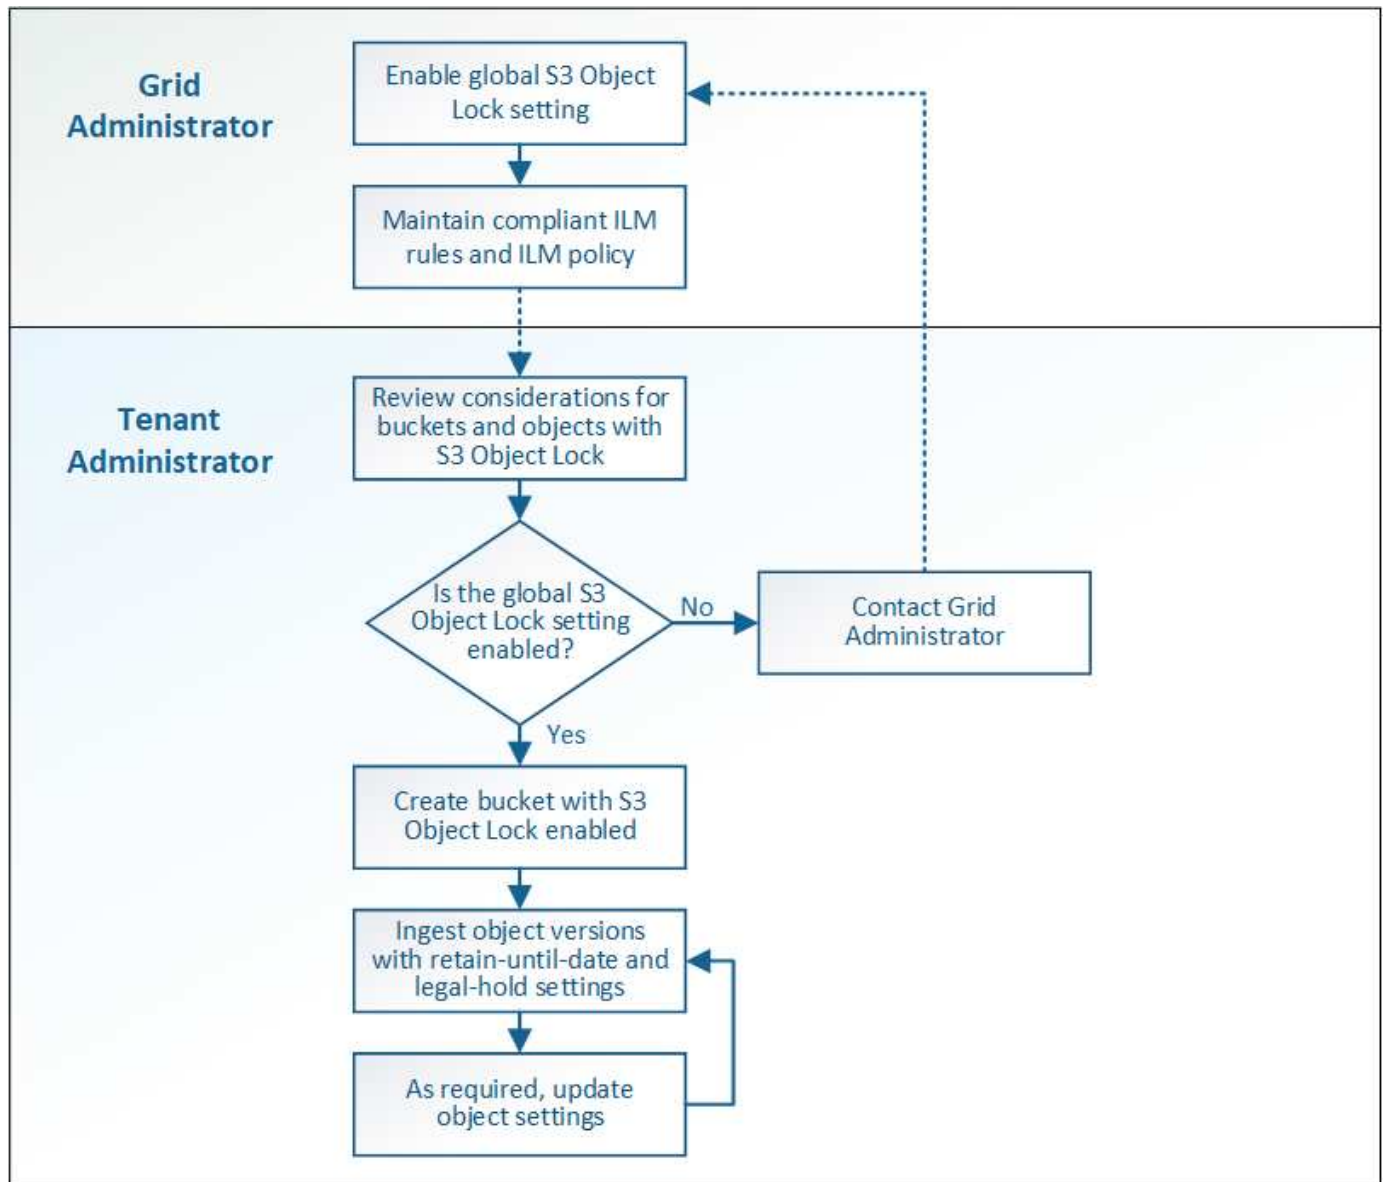 Grid
Administrator
Enable global S3 Object
Lock setting
Maintain compliant ILM
rules and ILM policy
Tenant
Administrator
Review considerations for
buckets and objects with
S3 Object Lock
Is the global S3
Object Lock setting
enabled?
No
Contact Grid
Administrator
Yes
Create bucket with S3
Object Lock enabled
Ingest object versions
with retain-until-date and
legal-hold settings
As required, update
object settings